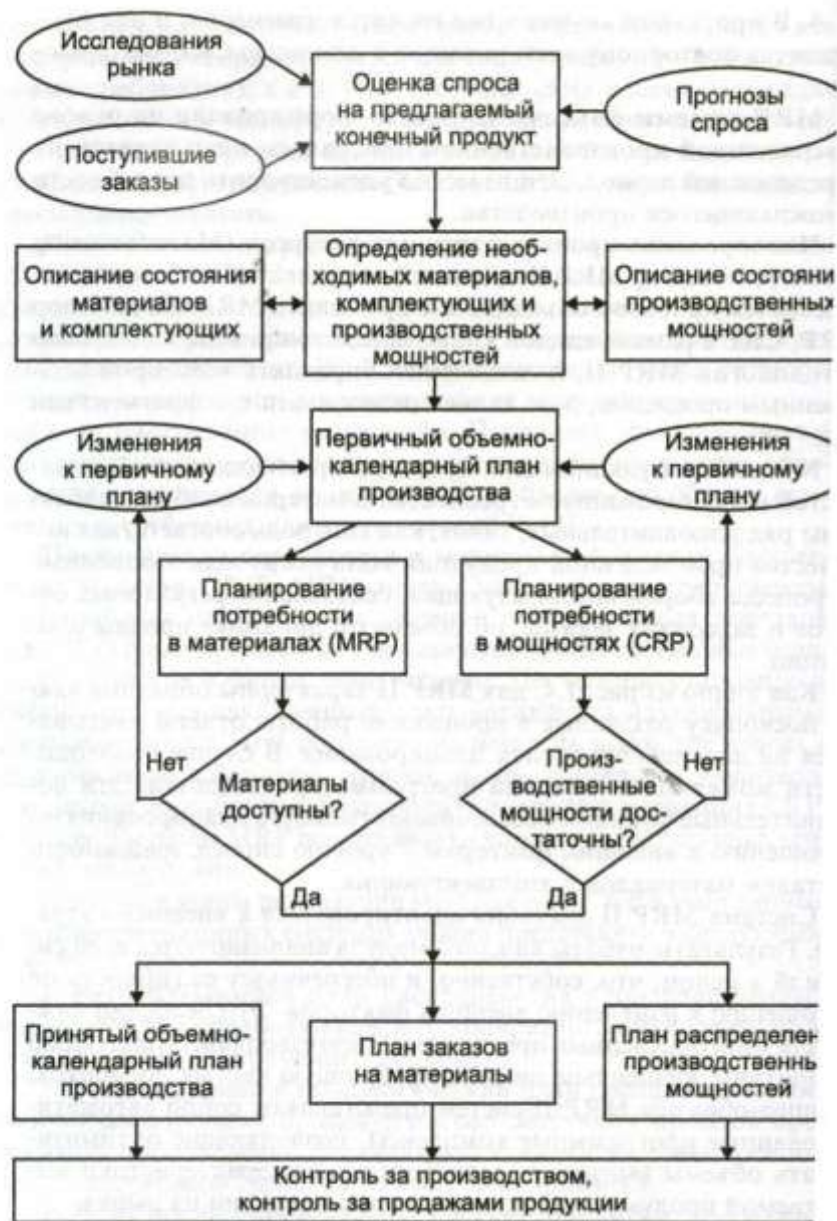 Исследования
рынка
Оценка спроса
на предлагаемый
конечный продукт
Прогнозы
спроса
Поступившие
заказы
Описание состояния
материалов
и комплектующих
Определение необ-
ходимых материалов,
комплектующих и
производственных
мощностей
Описание состояни
производственных
мощностей
Изменения
к первичному
плану
Первичный объемно-
календарный план
производства
Изменения
к первичному
плану
Планирование
потребности
в материалах (MRP)
Планирование
потребности
в мощностях (CRP)
Нет
Материалы
доступны?
Да
Произ-
водственные
мощности дос-
таточны?
Нет
Да
Принятый объемно-
календарный план
производства
План заказов
на материалы
План распределен
производственнь
мощностей
Контроль за производством,
контроль за продажами продукции